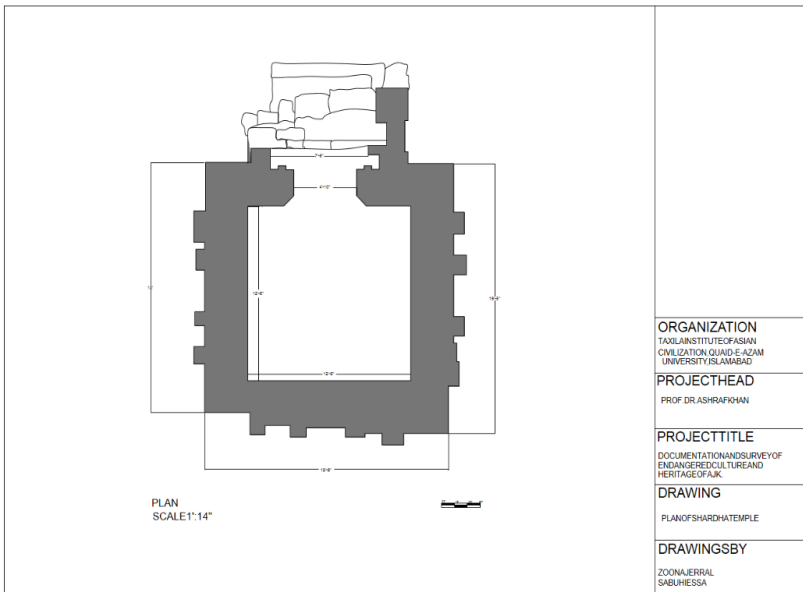 PLAN
SCALE1":14"
ORGANIZATION
TAXILAINSTITUTEOFASIAN
CIVILIZATION,QUAID-E-AZAM
UNIVERSITY,ISLAMABAD
PROJECTHEAD
PROF.DR.ASHRAFKHAN
PROJECTTITLE
DOCUMENTATIONANDSURVEYOF
ENDANGEREDCULTUREAND
HERITAGEOFAJK.
DRAWING
PLANOFSHARDHATEMPLE
DRAWINGSBY
ZOONAJERRAL
SABUHIESSA